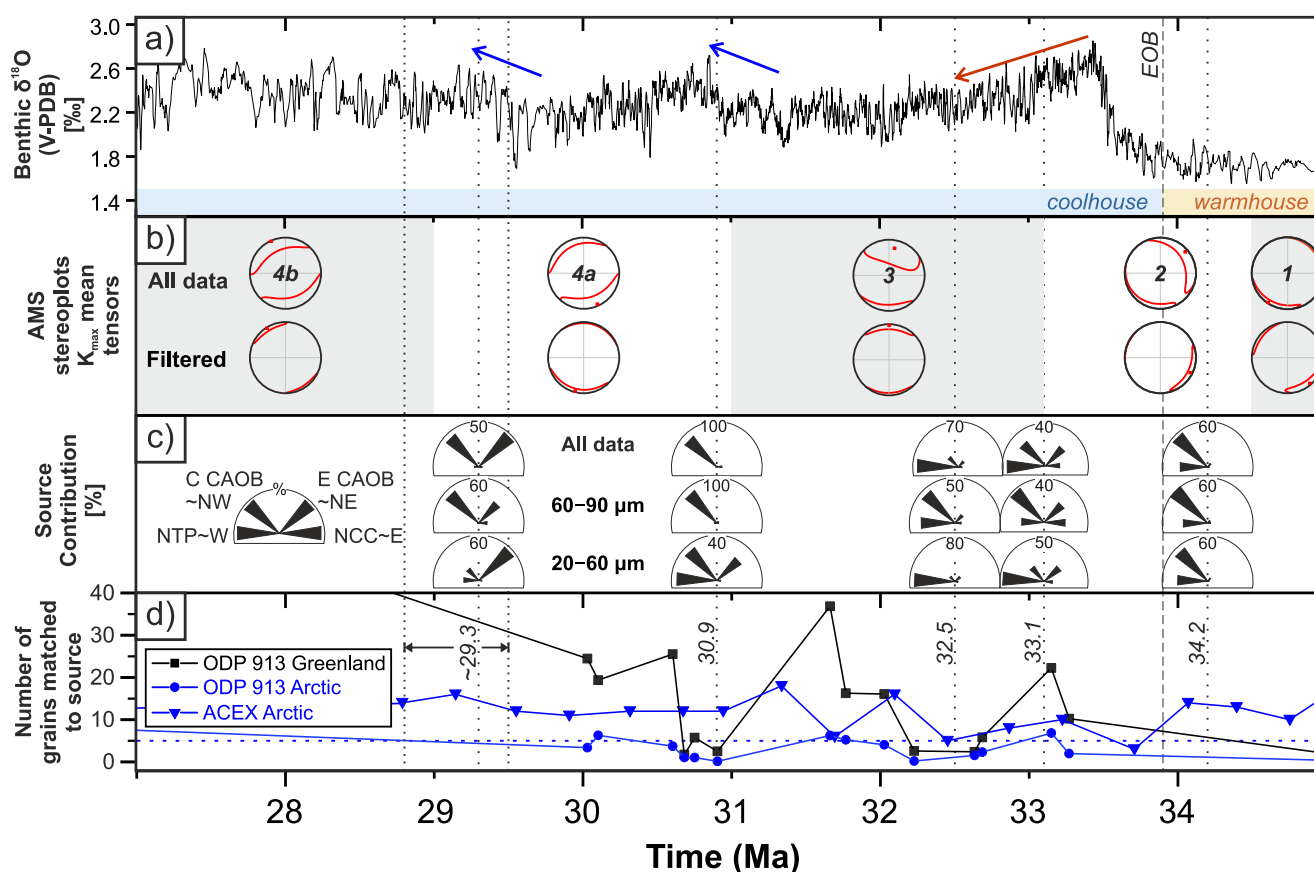 a)
3.0
2.6
2.2
1.8
1.4
Benthic δ18O
(V-PDB)
[‰]
EOB
coolhouse
warmhouse
b)
AMS
stereoplots
Kmax mean
tensors
All data
Filtered
4b
4a
3
2
1
c)
Source
Contribution
[%]
C CAOB
~NW
%
E CAOB
~NE
NTP~W
NCC~E
50
All data
100
70
40
60
60
60–90 µm
100
50
40
60
60
20–60 µm
40
80
50
60
d)
Number of
grains matched
to source
40
30
20
10
0
~29.3
30.9
32.5
33.1
34.2
ODP 913 Greenland
ODP 913 Arctic
ACEX Arctic
28
29
30
31
32
33
34
Time (Ma)